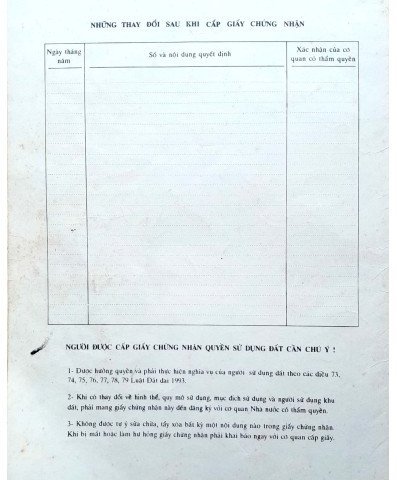 NHỮNG THAY ĐỔI SAU KHI CẤP GIẤY CHỨNG NHẬN
Ngày tháng
năm
Số và nội dung quyết định
Xác nhận của cơ
quan có thẩm quyền
NGƯỜI ĐƯỢC CẤP GIẤY CHỨNG NHẬN QUYỀN SỬ DỤNG ĐẤT CẦN CHÚ Ý !
1- Được hưởng quyền và phải thực hiện nghĩa vụ của người sử dụng đất theo các điều 73,
74, 75, 76, 77, 78, 79 Luật Đất đai 1993.
2- Khi có thay đổi về hình thể, quy mô sử dụng, mục đích sử dụng và người sử dụng khu
đất, phải mang giấy chứng nhận này đến đăng ký với cơ quan Nhà nước có thẩm quyền.
3- Không được tự ý sửa chữa, tẩy xóa bất kỳ một nội dung nào trong giấy chứng nhận.
Khi bị mất hoặc làm hư hỏng giấy chứng nhận phải khai báo ngay với cơ quan cấp giấy.